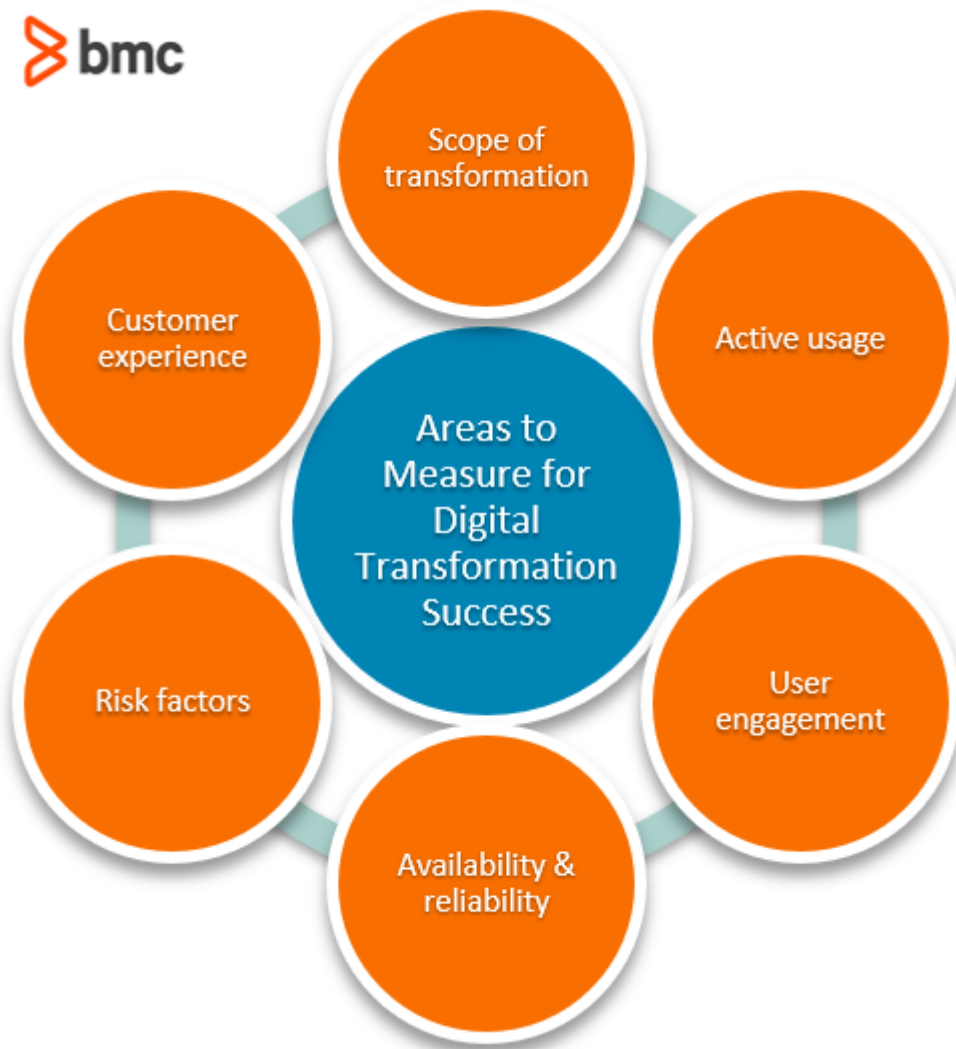 bmc
Scope of
transformation
Customer
experience
Active usage
Areas to
Measure for
Digital
Transformation
Success
Risk factors
User
engagement
Availability &
reliability